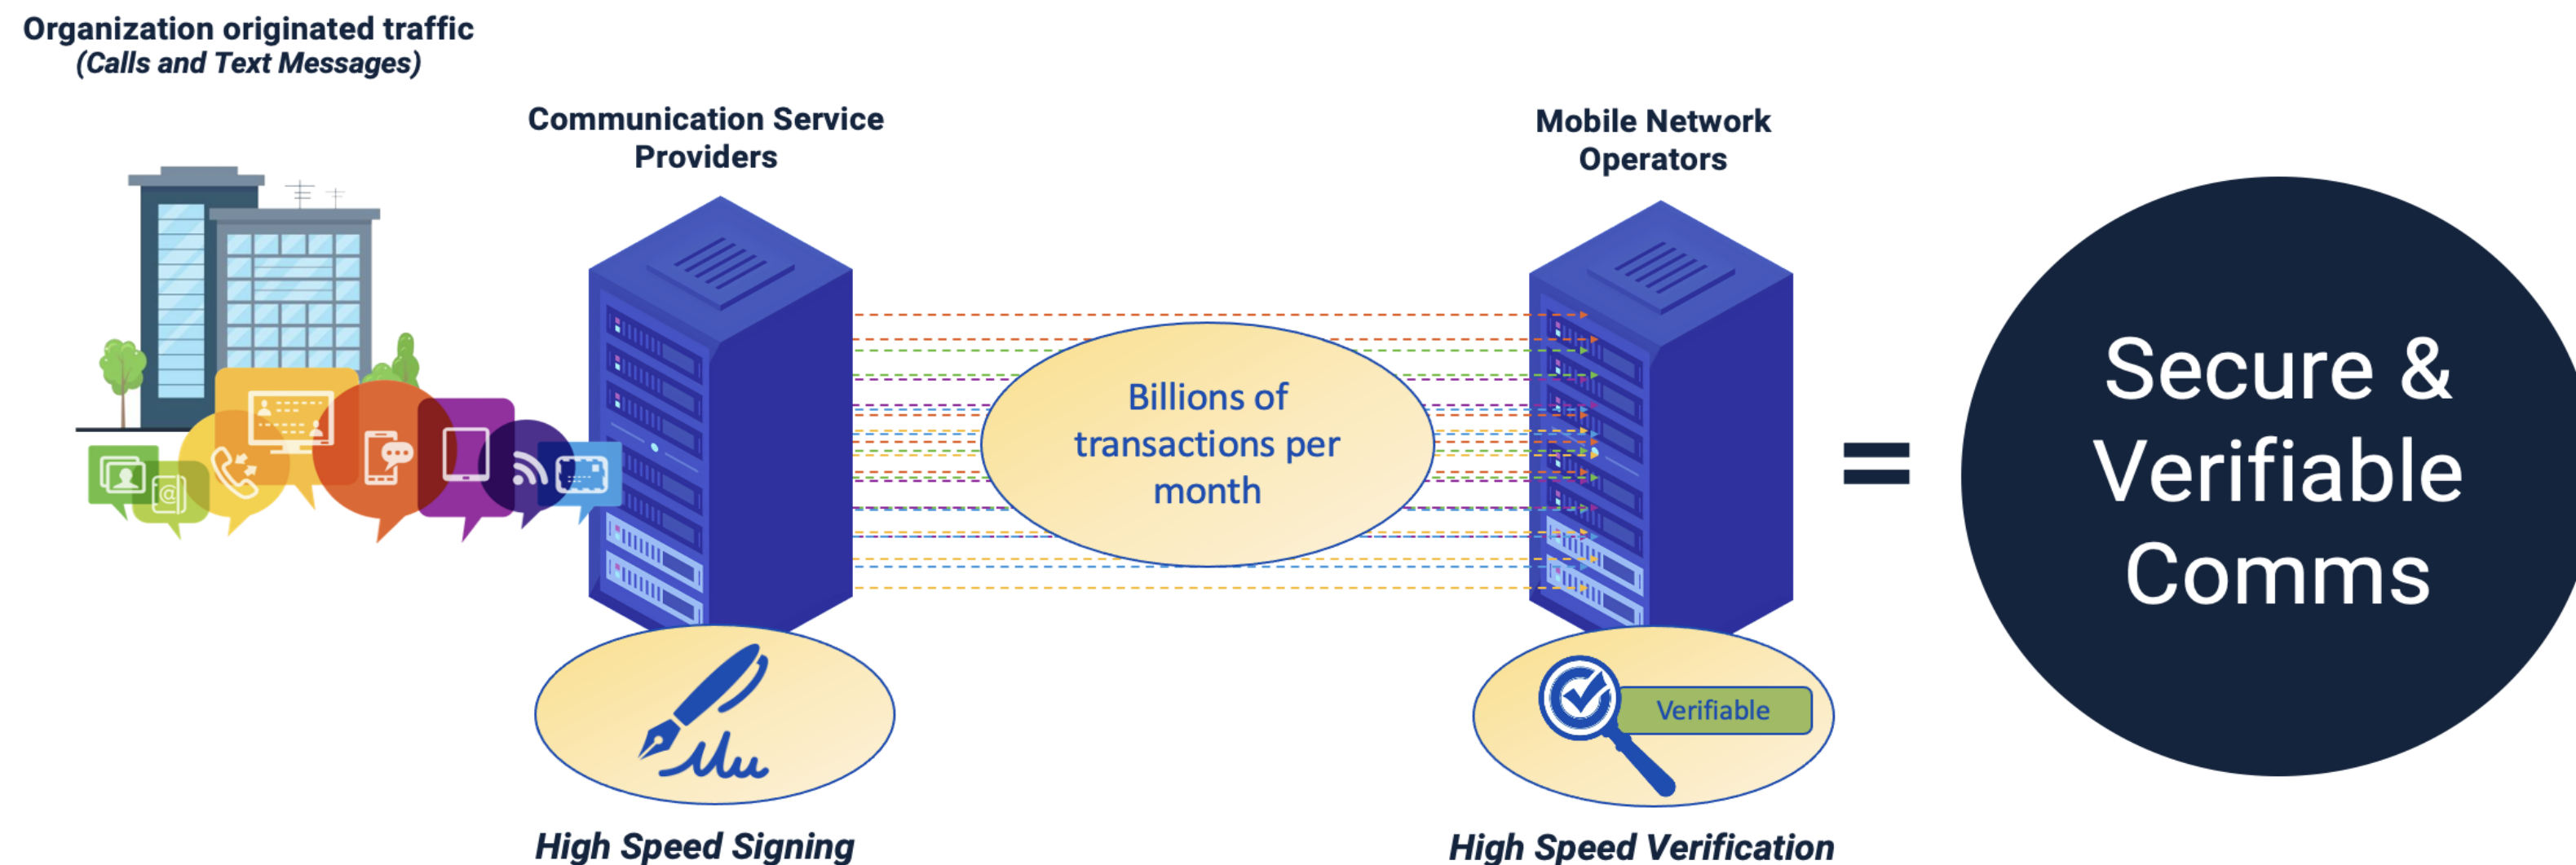 Organization originated traffic
(Calls and Text Messages)
Communication Service
Providers
Mobile Network
Operators
Billions of
transactions per
month
=
Secure &
Verifiable
Comms
@
Verifiable
High Speed Signing
High Speed Verification